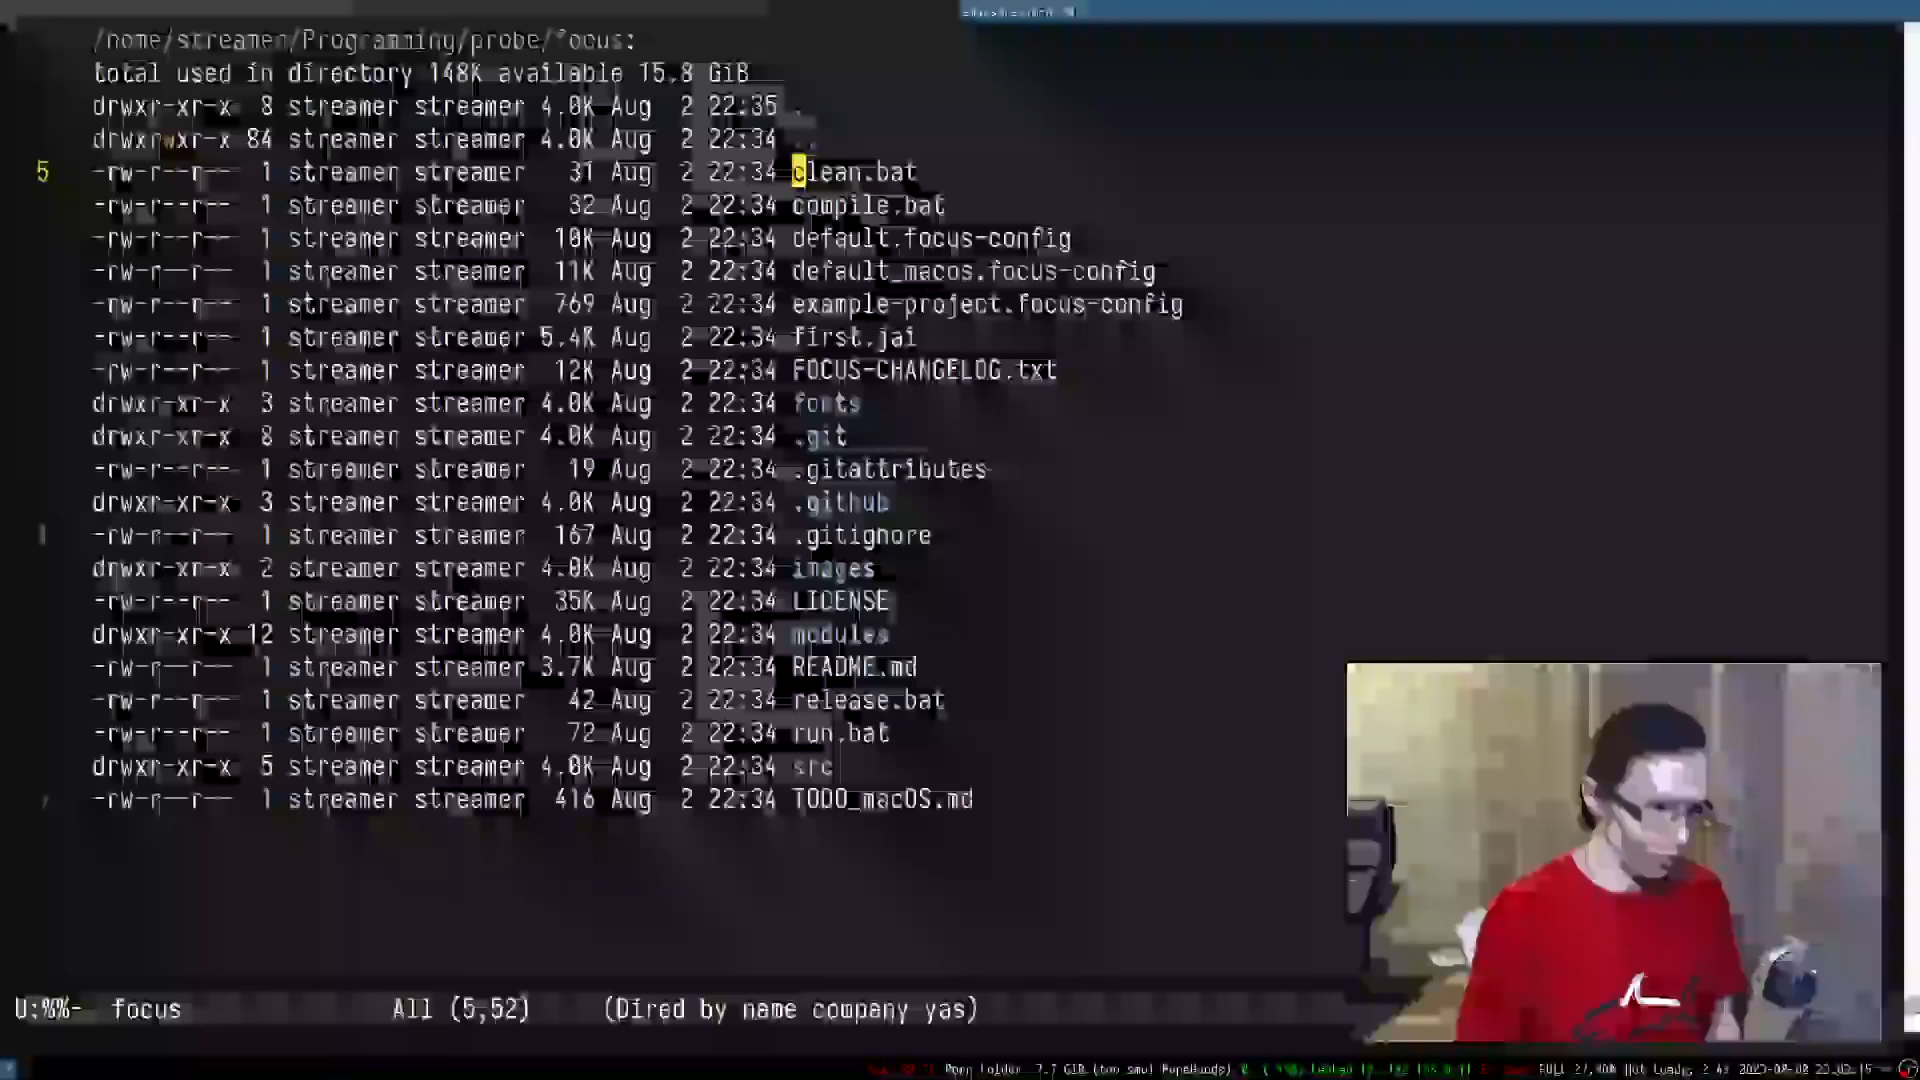 /home/streamer/Programming/probe/focus:
total used in directory 148K available 15.8 GiB
drwxr-xr-x 8 streamer streamer 4.0K Aug 2 22:35 .
drwxrwxr-x 84 streamer streamer 4.0K Aug 2 22:34 ..
5 -rw-r--r-- 1 streamer streamer 31 Aug 2 22:34 clean.bat
-rw-r--r-- 1 streamer streamer 32 Aug 2 22:34 compile.bat
-rw-r--r-- 1 streamer streamer 10K Aug 2 22:34 default.focus-config
-rw-r--r-- 1 streamer streamer 11K Aug 2 22:34 default_macos.focus-config
-rw-r--r-- 1 streamer streamer 769 Aug 2 22:34 example-project.focus-config
-rw-r--r-- 1 streamer streamer 5.4K Aug 2 22:34 first.jai
-rw-r--r-- 1 streamer streamer 12K Aug 2 22:34 FOCUS-CHANGELOG.txt
drwxr-xr-x 3 streamer streamer 4.0K Aug 2 22:34 fonts
drwxr-xr-x 8 streamer streamer 4.0K Aug 2 22:34 .git
-rw-r--r-- 1 streamer streamer 19 Aug 2 22:34 .gitattributes
drwxr-xr-x 3 streamer streamer 4.0K Aug 2 22:34 .github
-rw-r--r-- 1 streamer streamer 167 Aug 2 22:34 .gitignore
drwxr-xr-x 2 streamer streamer 4.0K Aug 2 22:34 images
-rw-r--r-- 1 streamer streamer 35K Aug 2 22:34 LICENSE
drwxr-xr-x 12 streamer streamer 4.0K Aug 2 22:34 modules
-rw-r--r-- 1 streamer streamer 3.7K Aug 2 22:34 README.md
-rw-r--r-- 1 streamer streamer 42 Aug 2 22:34 release.bat
-rw-r--r-- 1 streamer streamer 72 Aug 2 22:34 run.bat
drwxr-xr-x 5 streamer streamer 4.0K Aug 2 22:34 src
-rw-r--r-- 1 streamer streamer 416 Aug 2 22:34 TODO_macOS.md
U:%%- focus All (5,52) (Dired by name company yas)